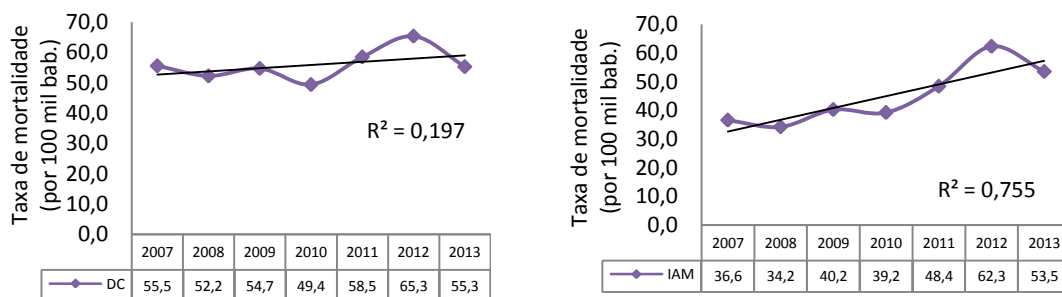 Taxa de mortalidade
(por 100 mil bab.)
70,0
60,0
50,0
40,0
30,0
20,0
10,0
0,0
R² = 0,197
2007 2008 2009 2010 2011 2012 2013
DC 55,5 52,2 54,7 49,4 58,5 65,3 55,3
Taxa de mortalidade
(por 100 mil bab.)
70,0
60,0
50,0
40,0
30,0
20,0
10,0
0,0
R² = 0,755
2007 2008 2009 2010 2011 2012 2013
IAM 36,6 34,2 40,2 39,2 48,4 62,3 53,5